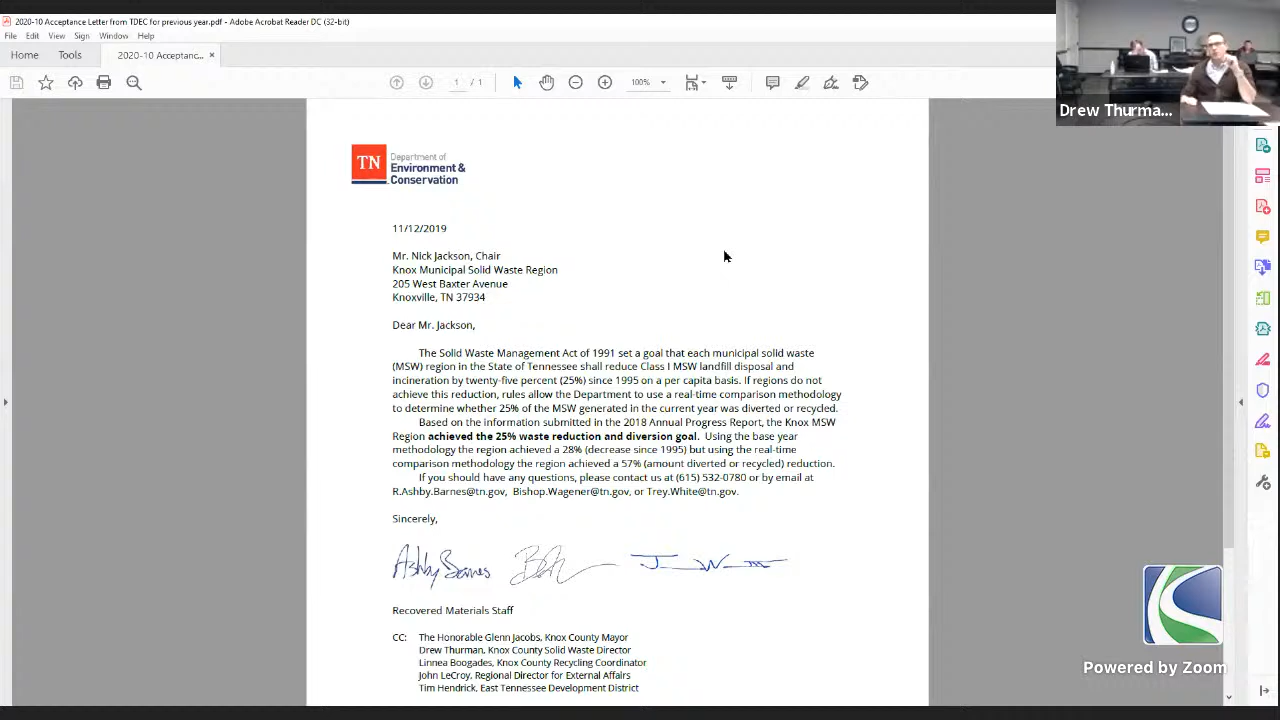 2020-10 Acceptance Letter from TDEC for previous year.pdf - Adobe Acrobat Reader DC (32-bit)
File Edit View Sign Window Help
Home Tools 2020-10 Acceptanc... ×
1 / 1 100%
Drew Thurma...
TN Department of
Environment &
Conservation
11/12/2019
Mr. Nick Jackson, Chair
Knox Municipal Solid Waste Region
205 West Baxter Avenue
Knoxville, TN 37934
Dear Mr. Jackson,
The Solid Waste Management Act of 1991 set a goal that each municipal solid waste
(MSW) region in the State of Tennessee shall reduce Class I MSW landfill disposal and
incineration by twenty-five percent (25%) since 1995 on a per capita basis. If regions do not
achieve this reduction, rules allow the Department to use a real-time comparison methodology
to determine whether 25% of the MSW generated in the current year was diverted or recycled.
Based on the information submitted in the 2018 Annual Progress Report, the Knox MSW
Region achieved the 25% waste reduction and diversion goal. Using the base year
methodology the region achieved a 28% (decrease since 1995) but using the real-time
comparison methodology the region achieved a 57% (amount diverted or recycled) reduction.
If you should have any questions, please contact us at (615) 532-0780 or by email at
R.Ashby.Barnes@tn.gov, Bishop.Wagener@tn.gov, or Trey.White@tn.gov.
Sincerely,
Ashby Barnes
Recovered Materials Staff
CC: The Honorable Glenn Jacobs, Knox County Mayor
Drew Thurman, Knox County Solid Waste Director
Linnea Boogades, Knox County Recycling Coordinator
John LeCroy, Regional Director for External Affairs
Tim Hendrick, East Tennessee Development District
Powered by Zoom